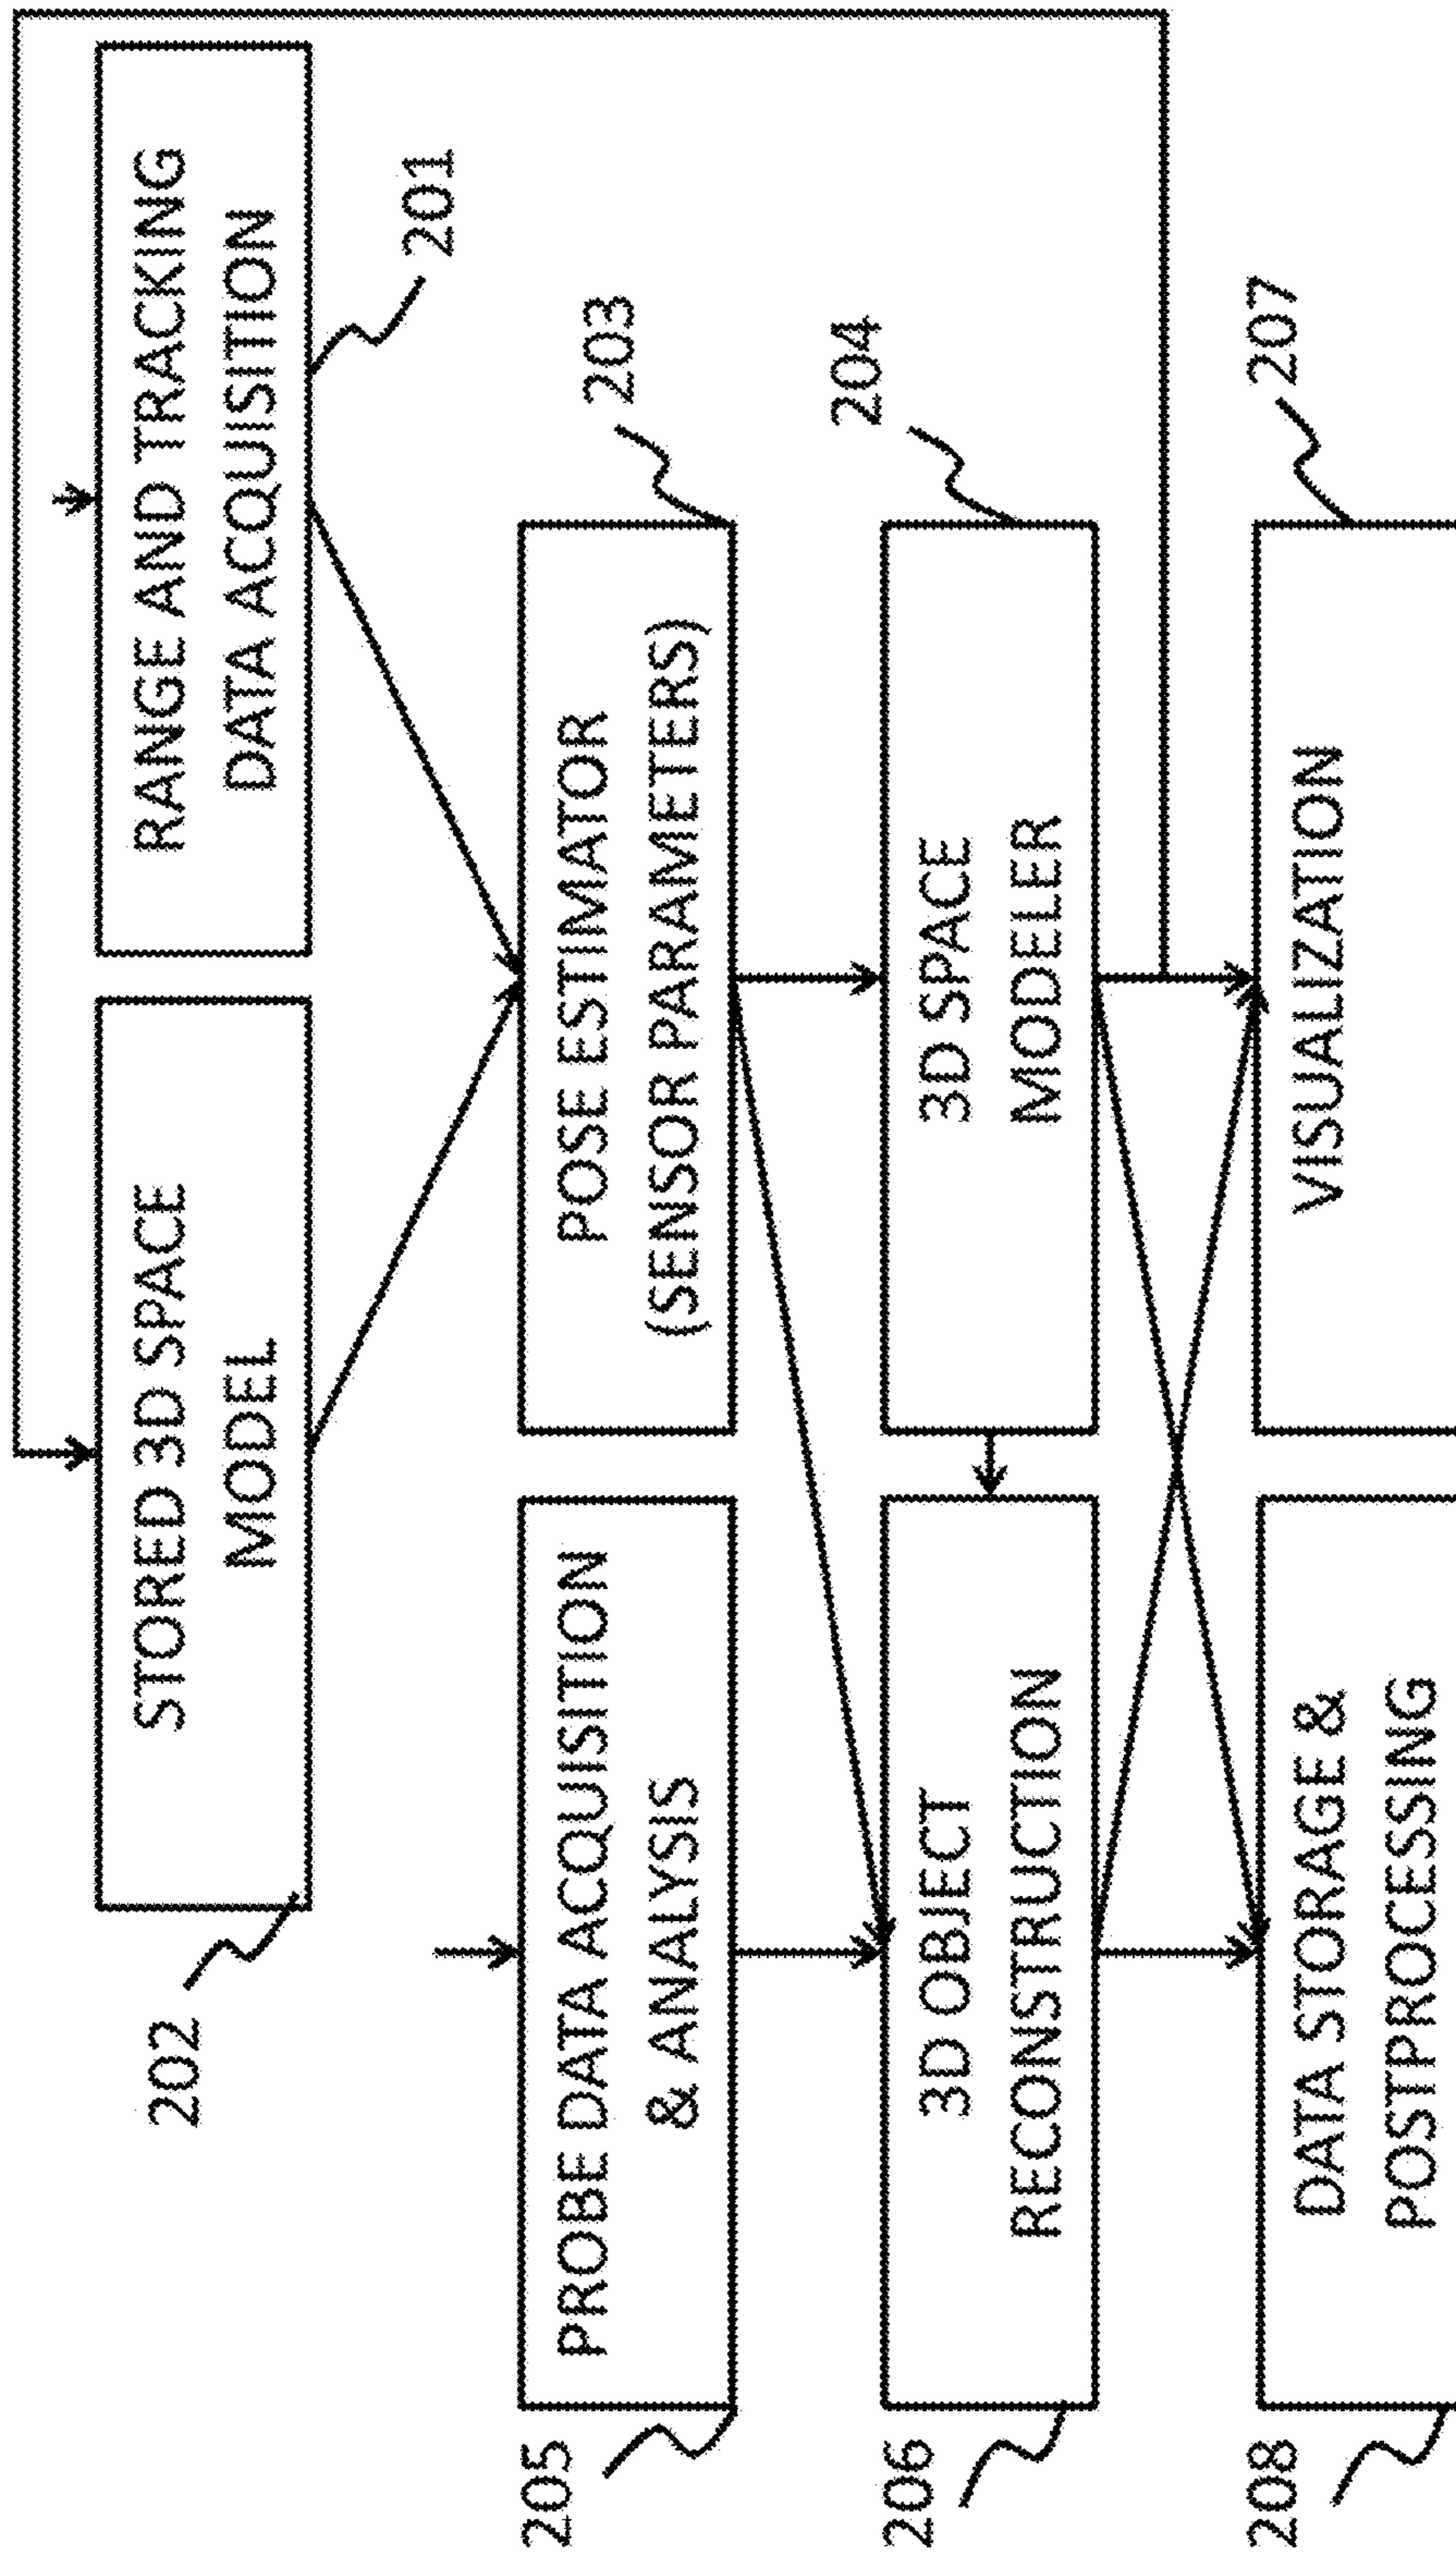 STORED 3D SPACE
MODEL
202
RANGE AND TRACKING
DATA ACQUISITION
201
PROBE DATA ACQUISITION
& ANALYSIS
205
POSE ESTIMATOR
(SENSOR PARAMETERS)
203
3D OBJECT
RECONSTRUCTION
206
3D SPACE
MODELER
204
DATA STORAGE &
POSTPROCESSING
208
VISUALIZATION
207